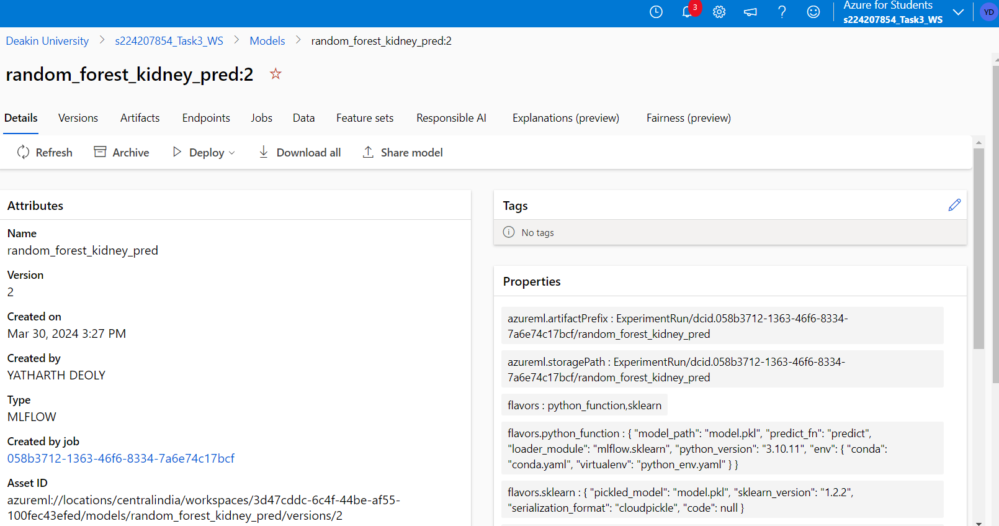 3
Azure for Students
s224207854_Task3_WS
YD
Deakin University > s224207854_Task3_WS > Models > random_forest_kidney_pred:2
random_forest_kidney_pred:2
Details Versions Artifacts Endpoints Jobs Data Feature sets Responsible AI Explanations (preview) Fairness (preview)
Refresh Archive Deploy Download all Share model
Attributes
Name
random_forest_kidney_pred
Version
2
Created on
Mar 30, 2024 3:27 PM
Created by
YATHARTH DEOLY
Type
MLFLOW
Created by job
058b3712-1363-46f6-8334-7a6e74c17bcf
Asset ID
azureml://locations/centralindia/workspaces/3d47cddc-6c4f-44be-af55-
100fec43efed/models/random_forest_kidney_pred/versions/2
Tags
No tags
Properties
azureml.artifactPrefix : ExperimentRun/dcid.058b3712-1363-46f6-8334-
7a6e74c17bcf/random_forest_kidney_pred
azureml.storagePath : ExperimentRun/dcid.058b3712-1363-46f6-8334-
7a6e74c17bcf/random_forest_kidney_pred
flavors : python_function,sklearn
flavors.python_function : { "model_path": "model.pkl", "predict_fn": "predict",
"loader_module": "mlflow.sklearn", "python_version": "3.10.11", "env": { "conda":
"conda.yaml", "virtualenv": "python_env.yaml" } }
flavors.sklearn : { "pickled_model": "model.pkl", "sklearn_version": "1.2.2",
"serialization_format": "cloudpickle", "code": null }